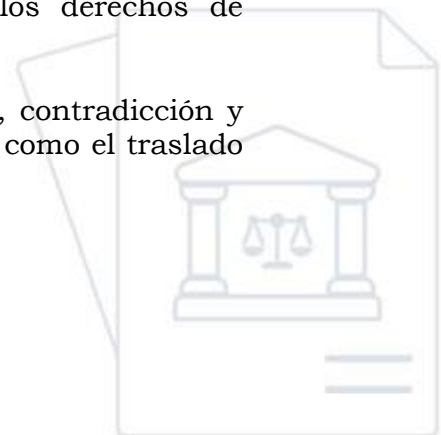 los derechos de
, contradicción y
como el traslado